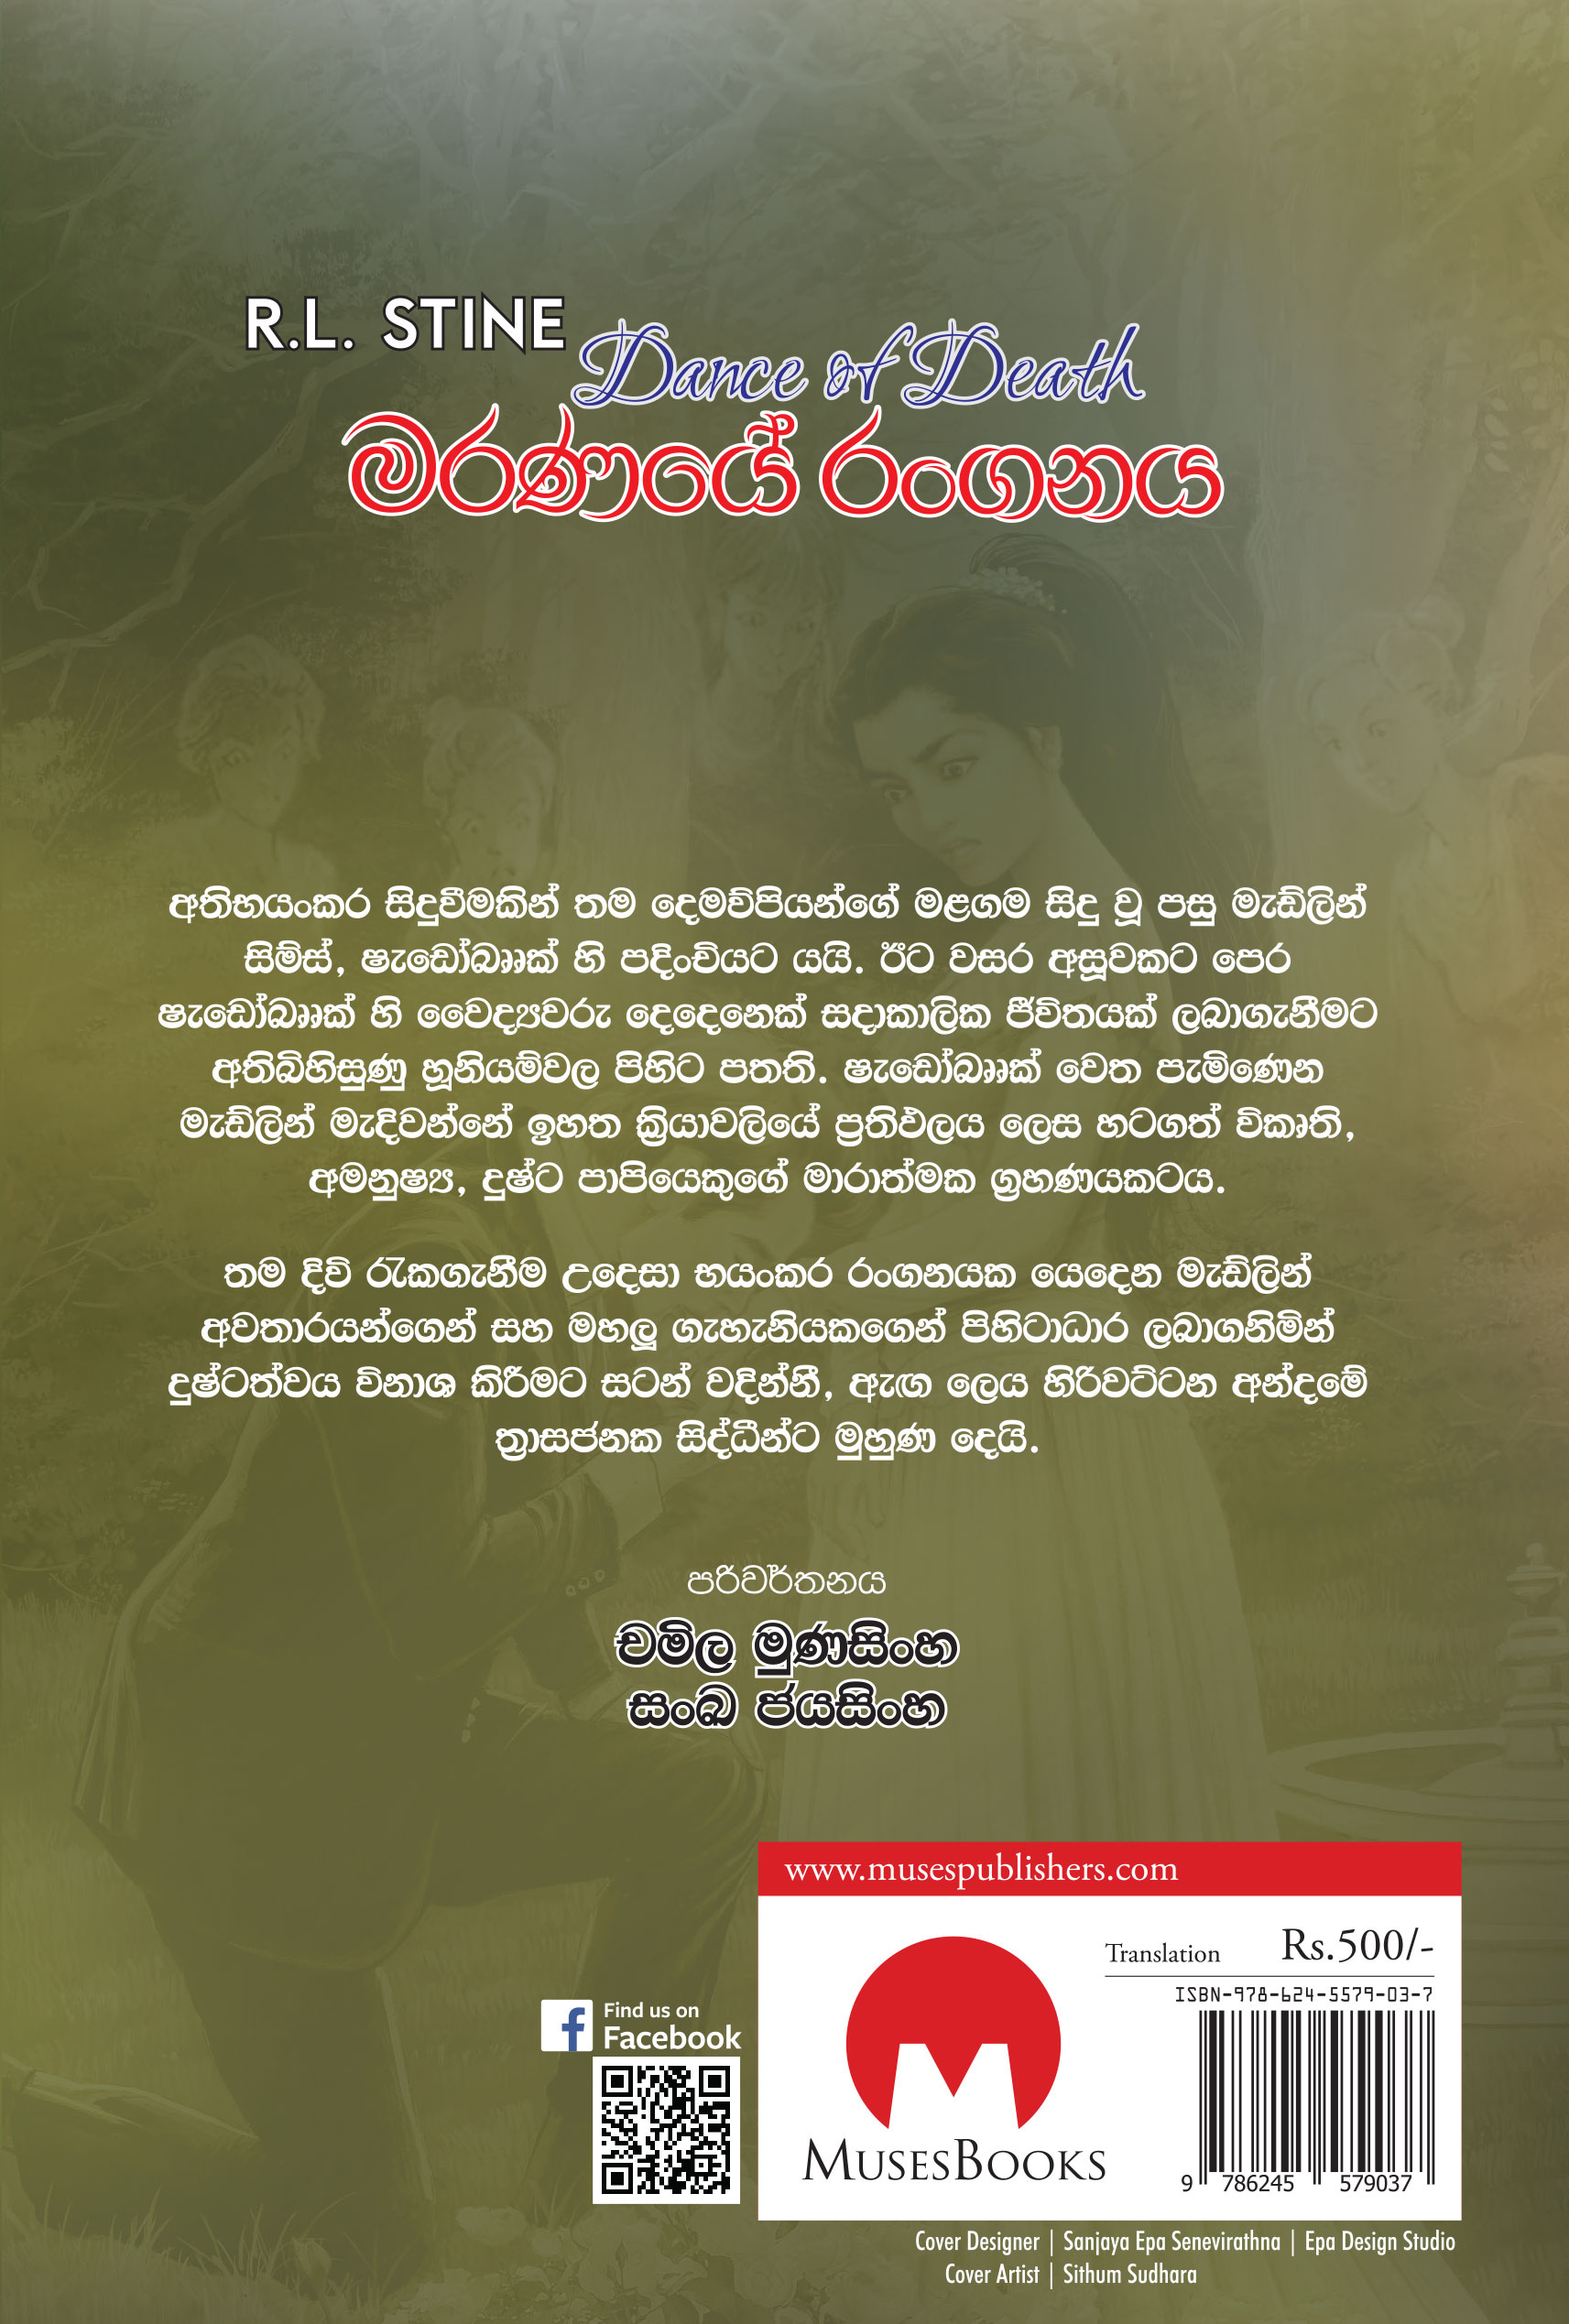 R.L. STINE
Dance of Death
මරණයේ රංගනය
අතිභයංකර සිදුවීමකින් තම දෙමව්පියන්ගේ මළගම සිදු වූ පසු මැඩ්ලින්
සිම්ස්, ෂැඩෝබෲක් හි පදිංචියට යයි. ඊට වසර අසූවකට පෙර
ෂැඩෝබෲක් හි වෛද්‍යවරු දෙදෙනෙක් සදාකාලික ජීවිතයක් ලබාගැනීමට
අතිබිහිසුණු හූනියම්වල පිහිට පතති. ෂැඩෝබෲක් වෙත පැමිණෙන
මැඩ්ලින් මැදිවන්නේ ඉහත ක්‍රියාවලියේ ප්‍රතිඵලය ලෙස හටගත් විකෘති,
අමනුෂ්‍ය, දුෂ්ට පාපියෙකුගේ මාරාත්මක ග්‍රහණයකටය.
තම දිවි රැකගැනීම උදෙසා භයංකර රංගනයක යෙදෙන මැඩ්ලින්
අවතාරයන්ගෙන් සහ මහලූ ගැහැනියකගෙන් පිහිටාධාර ලබාගනිමින්
දුෂ්ටත්වය විනාශ කිරීමට සටන් වදින්නී, ඇඟ ලෙය හිරිවට්ටන අන්දමේ
ත්‍රාසජනක සිද්ධීන්ට මුහුණ දෙයි.
පරිවර්තනය
චමිල මුණසිංහ
සංඛ ජයසිංහ
www.musespublishers.com
Translation Rs.500/-
ISBN-978-624-5579-03-7
9 786245 579037
MUSESBOOKS
Find us on
Facebook
Cover Designer | Sanjaya Epa Senevirathna | Epa Design Studio
Cover Artist | Sithum Sudhara